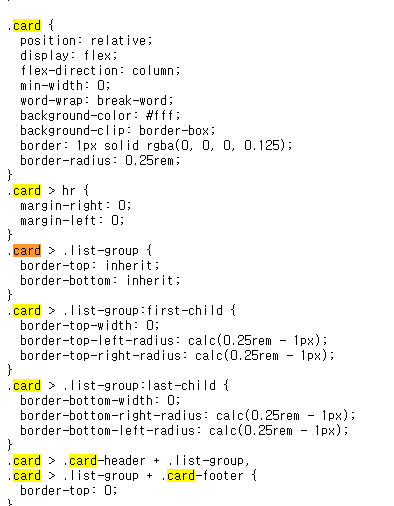 .card {
  position: relative;
  display: flex;
  flex-direction: column;
  min-width: 0;
  word-wrap: break-word;
  background-color: #fff;
  background-clip: border-box;
  border: 1px solid rgba(0, 0, 0, 0.125);
  border-radius: 0.25rem;
}
.card > hr {
  margin-right: 0;
  margin-left: 0;
}
.card > .list-group {
  border-top: inherit;
  border-bottom: inherit;
}
.card > .list-group:first-child {
  border-top-width: 0;
  border-top-left-radius: calc(0.25rem - 1px);
  border-top-right-radius: calc(0.25rem - 1px);
}
.card > .list-group:last-child {
  border-bottom-width: 0;
  border-bottom-right-radius: calc(0.25rem - 1px);
  border-bottom-left-radius: calc(0.25rem - 1px);
}
.card > .card-header + .list-group,
.card > .list-group + .card-footer {
  border-top: 0;
}